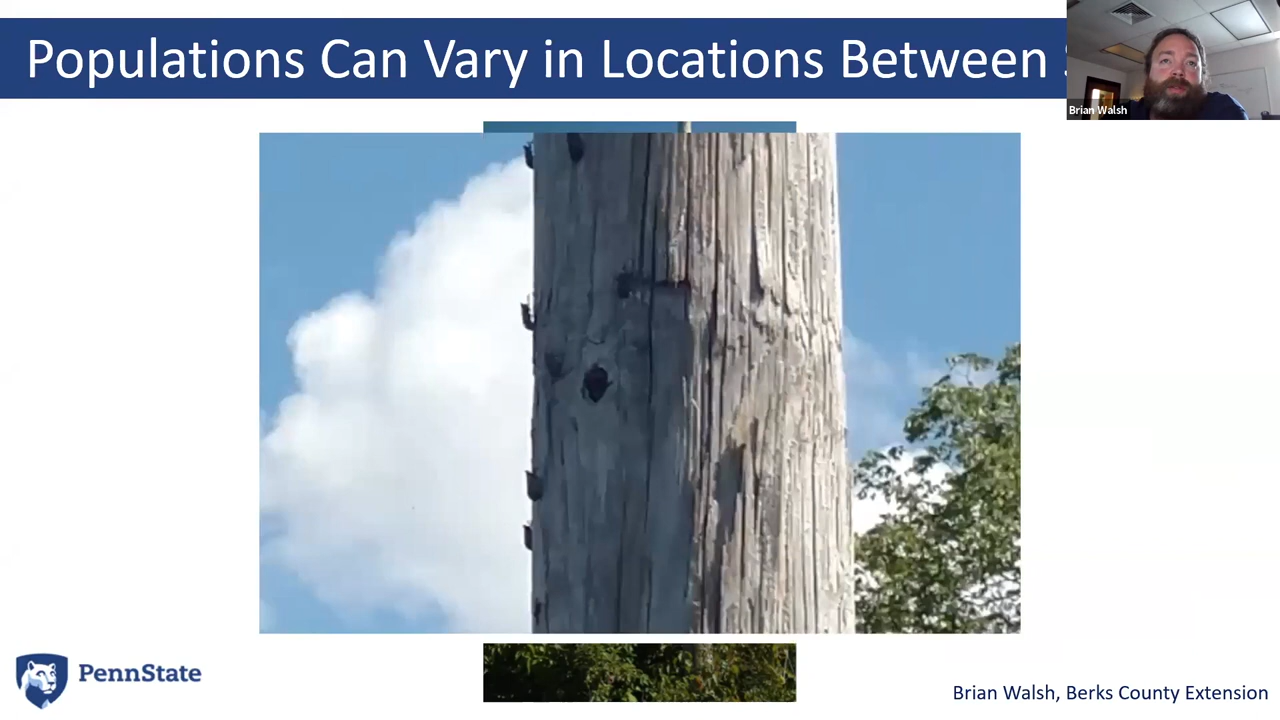 Populations Can Vary in Locations Between
Brian Walsh
PennState
Brian Walsh, Berks County Extension